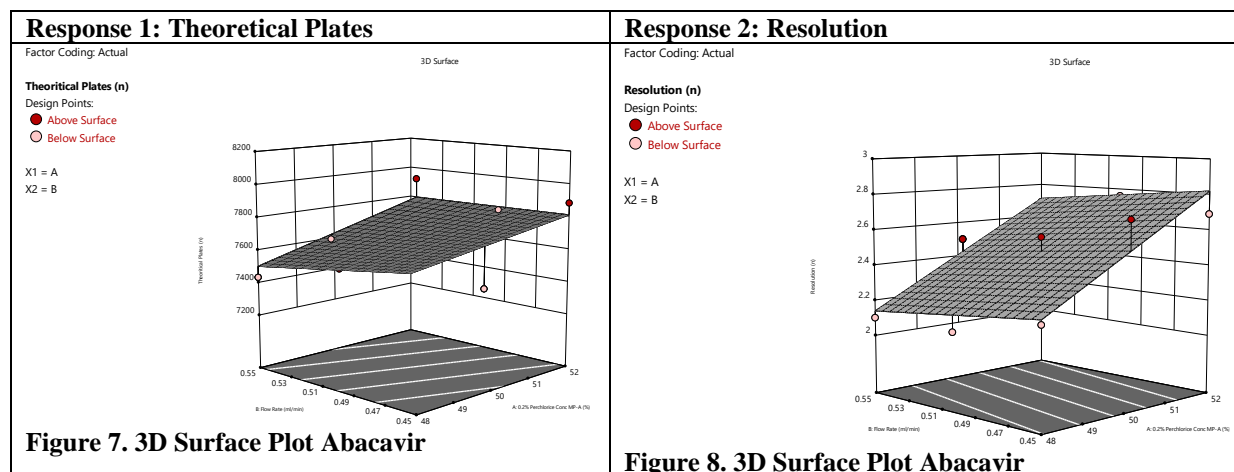 Response 1: Theoretical Plates
Factor Coding: Actual
3D Surface
Theoritical Plates (n)
Design Points:
Above Surface
Below Surface
X1 = A
X2 = B
8200
8000
7800
7600
7400
7200
Theoritical Plates (n)
0.55
0.53
0.51
0.49
0.47
0.45
B: Flow Rate (ml/min)
48
49
50
51
52
A: 0.2% Perchlorice Conc MP-A (%)
Figure 7. 3D Surface Plot Abacavir
Response 2: Resolution
Factor Coding: Actual
3D Surface
Resolution (n)
Design Points:
Above Surface
Below Surface
X1 = A
X2 = B
3
2.8
2.6
2.4
2.2
2
Resolution (n)
0.55
0.53
0.51
0.49
0.47
0.45
B: Flow Rate (ml/min)
48
49
50
51
52
A: 0.2% Perchlorice Conc MP-A (%)
Figure 8. 3D Surface Plot Abacavir